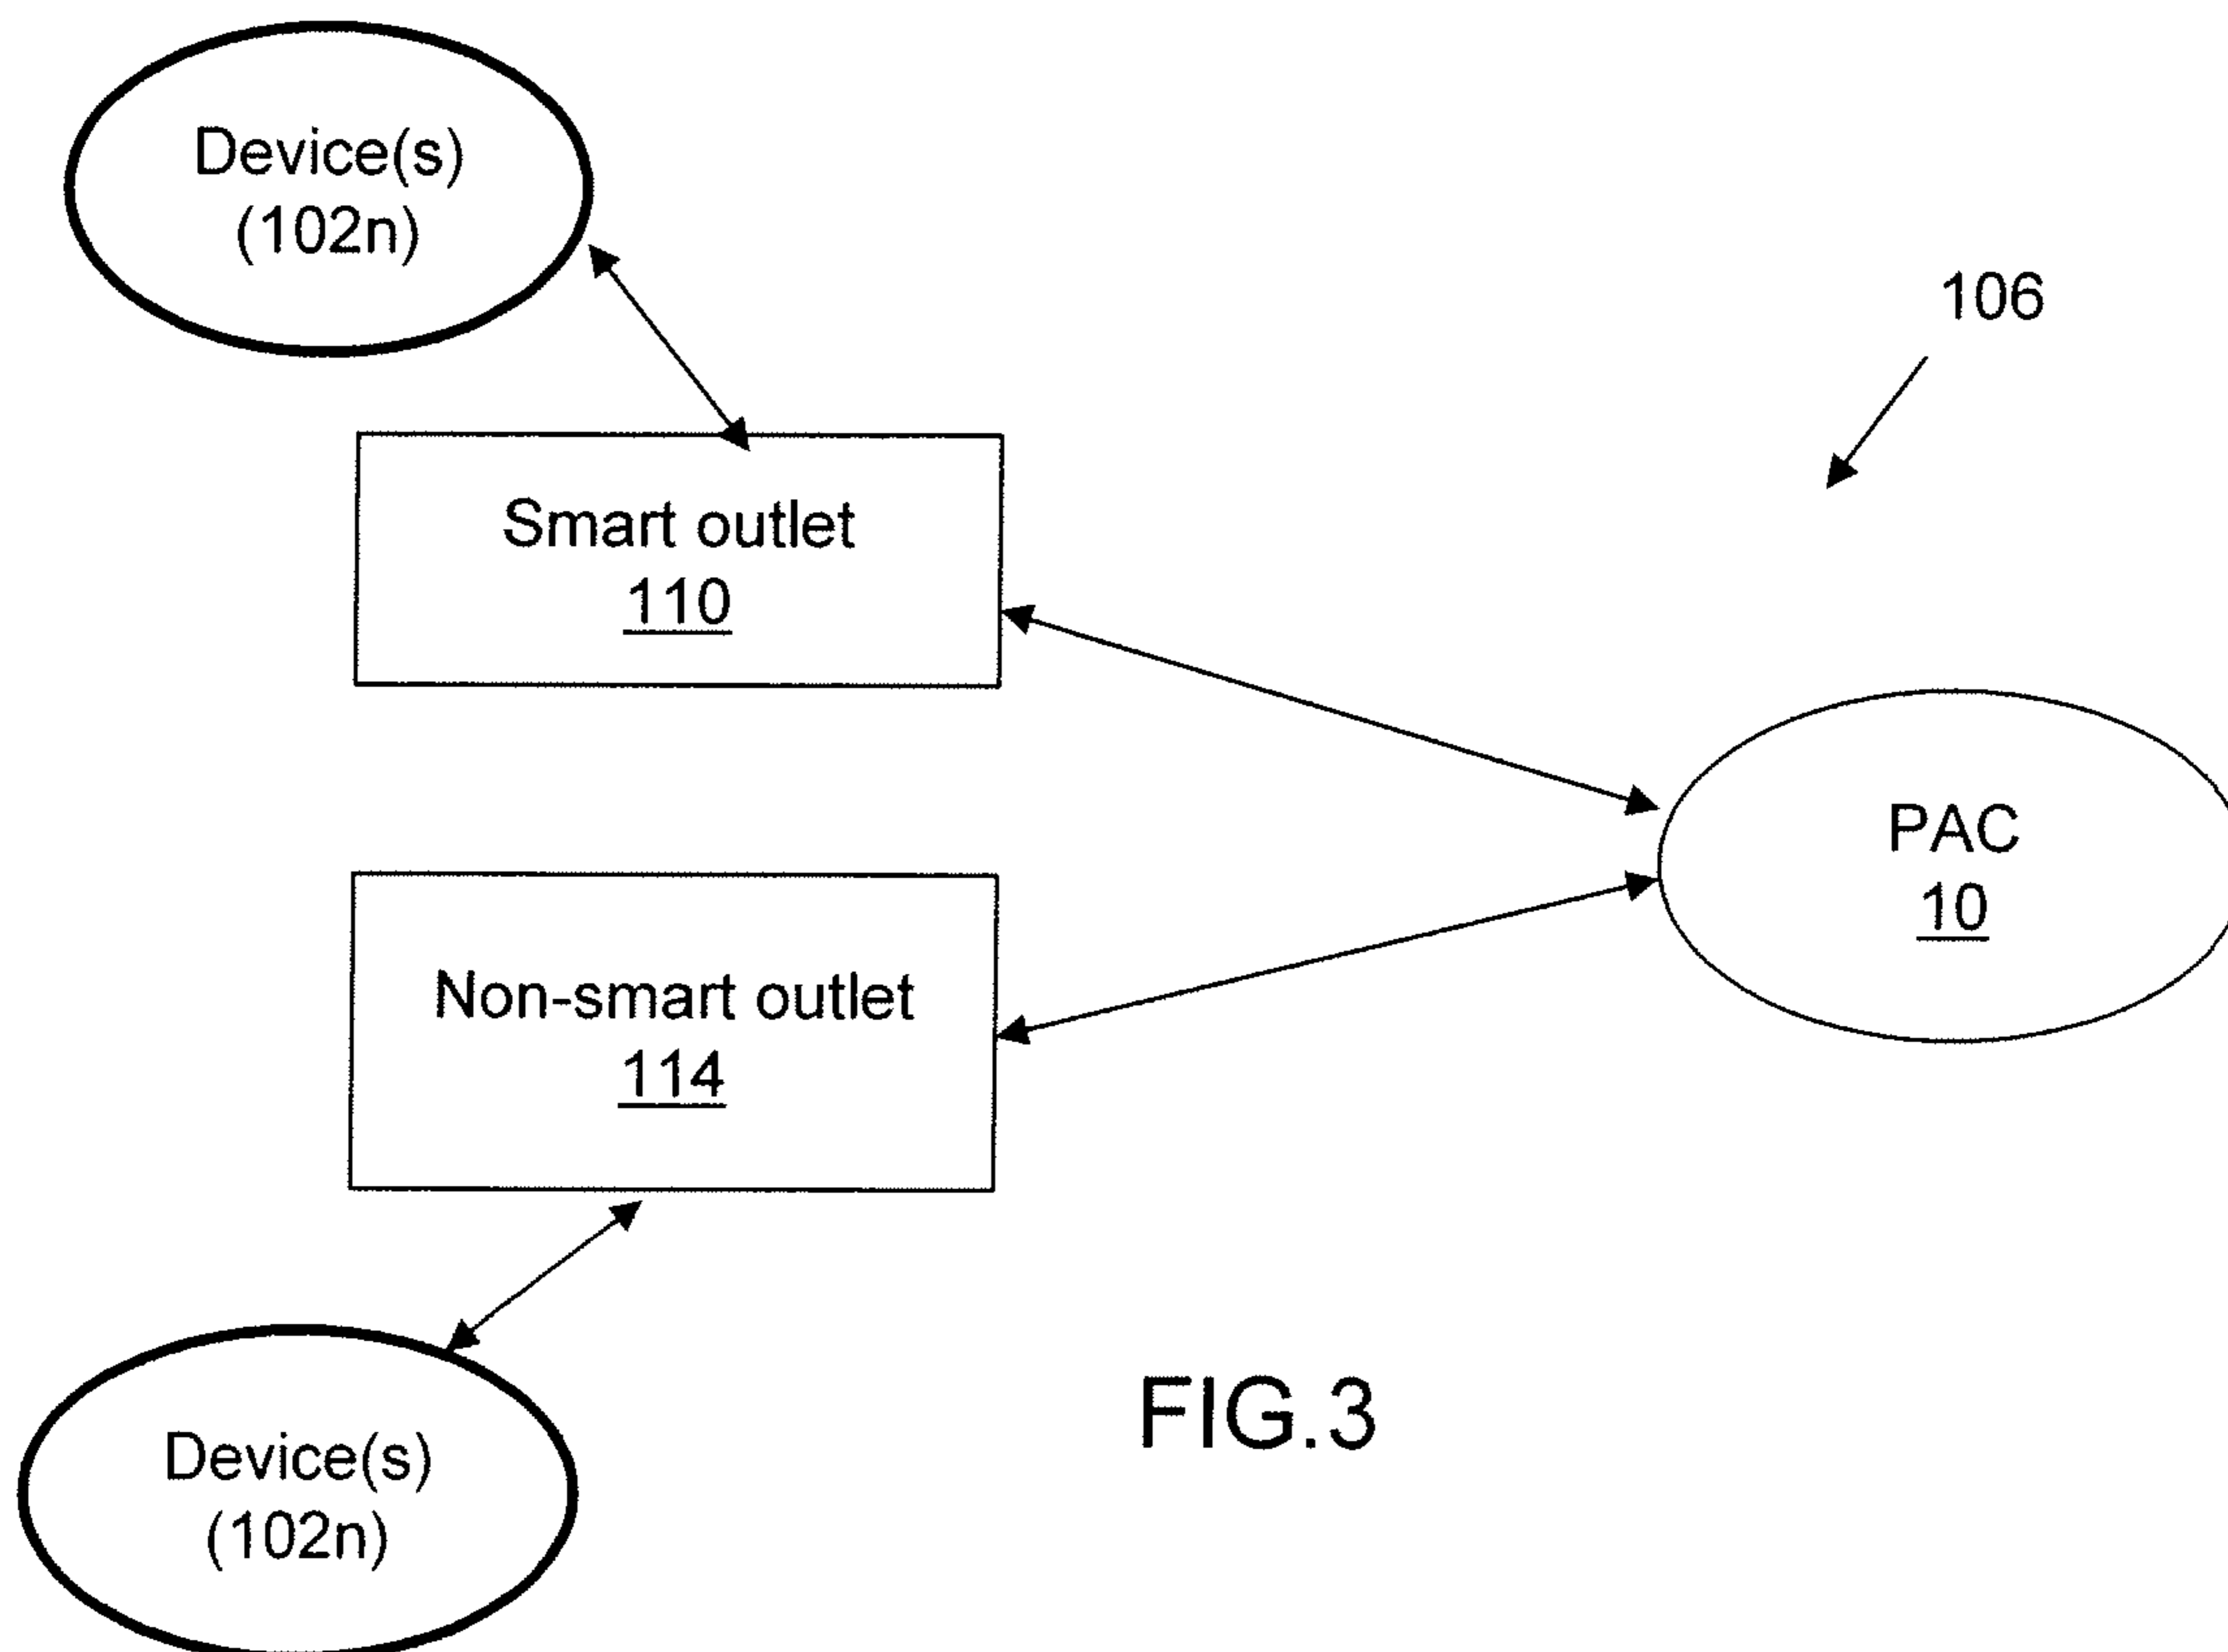 Device(s)
(102n)
106
Smart outlet
110
PAC
10
Non-smart outlet
114
FIG.3
Device(s)
(102n)